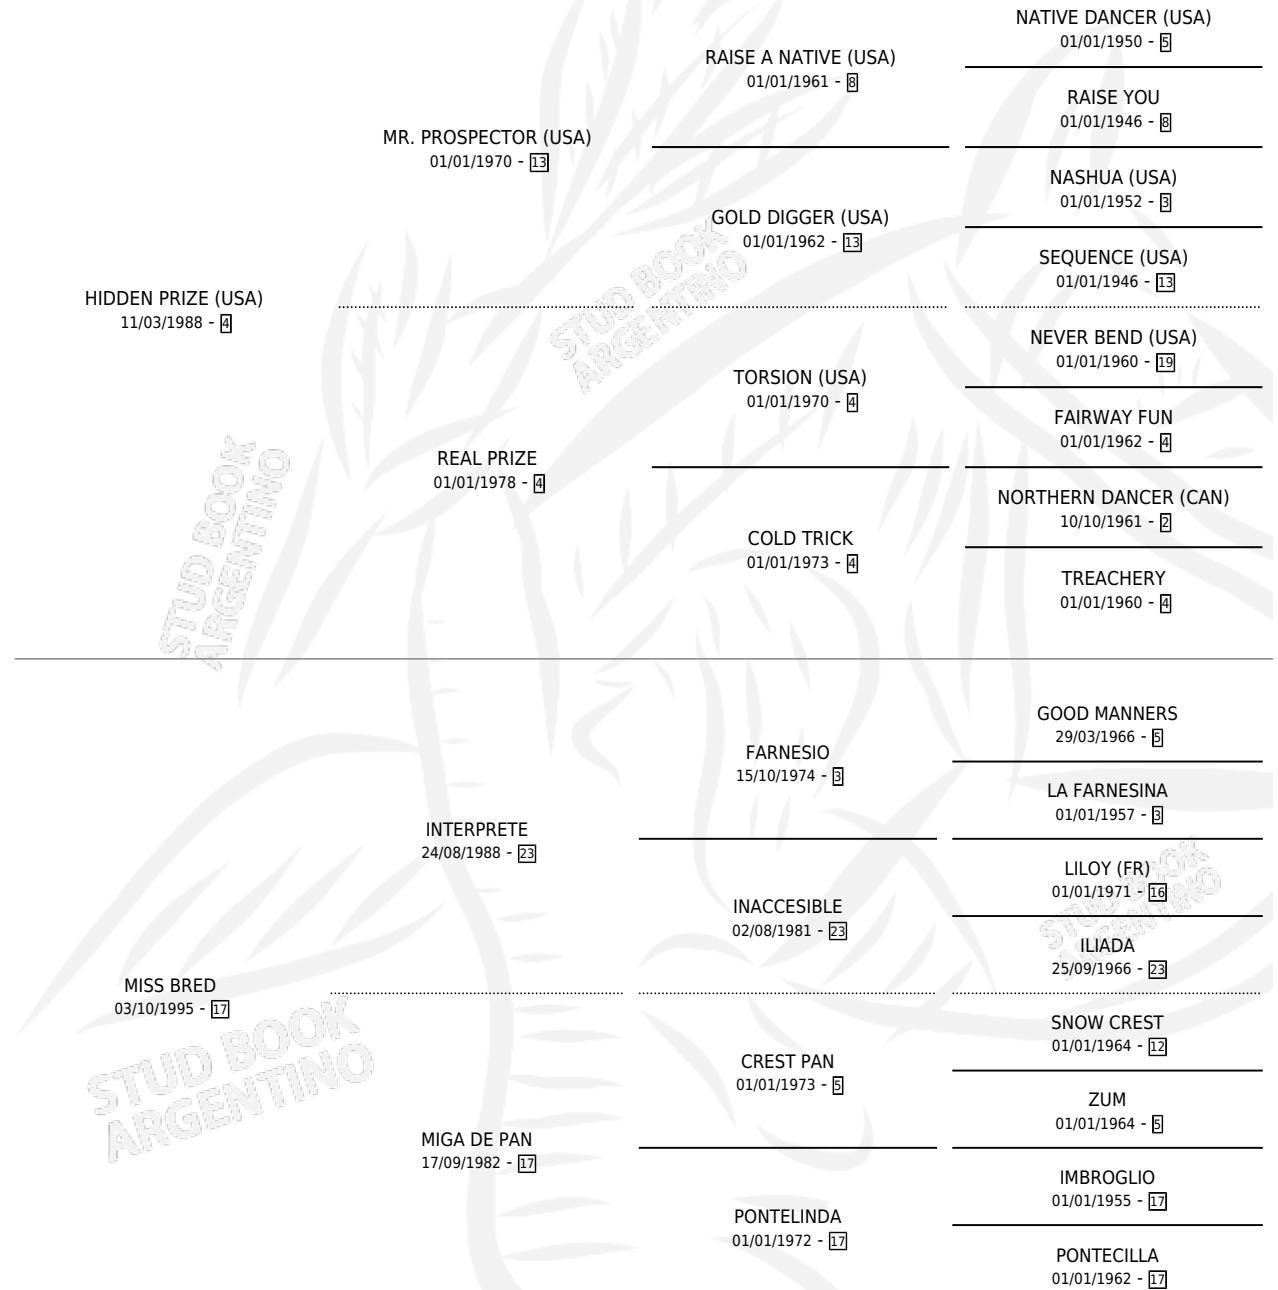 NATIVE DANCER (USA)
01/01/1950 - 5
RAISE A NATIVE (USA)
01/01/1961 - 8
RAISE YOU
01/01/1946 - 8
MR. PROSPECTOR (USA)
01/01/1970 - 13
NASHUA (USA)
01/01/1952 - 3
GOLD DIGGER (USA)
01/01/1962 - 13
SEQUENCE (USA)
01/01/1946 - 13
HIDDEN PRIZE (USA)
11/03/1988 - 4
STUD BOOK
ARGENTINO
NEVER BEND (USA)
01/01/1960 - 19
TORSION (USA)
01/01/1970 - 4
FAIRWAY FUN
01/01/1962 - 4
REAL PRIZE
01/01/1978 - 4
NORTHERN DANCER (CAN)
10/10/1961 - 2
COLD TRICK
01/01/1973 - 4
TREACHERY
01/01/1960 - 4
STUD BOOK
ARGENTINO
GOOD MANNERS
29/03/1966 - 5
FARNESIO
15/10/1974 - 3
LA FARNESINA
01/01/1957 - 3
INTERPRETE
24/08/1988 - 23
LILOY (FR)
01/01/1971 - 16
INACCESIBLE
02/08/1981 - 23
ILIADA
25/09/1966 - 23
STUD BOOK
ARGENTINO
MISS BRED
03/10/1995 - 17
SNOW CREST
01/01/1964 - 12
CREST PAN
01/01/1973 - 5
ZUM
01/01/1964 - 5
STUD BOOK
ARGENTINO
MIGA DE PAN
17/09/1982 - 17
IMBROGLIO
01/01/1955 - 17
PONTELINDA
01/01/1972 - 17
PONTECILLA
01/01/1962 - 17